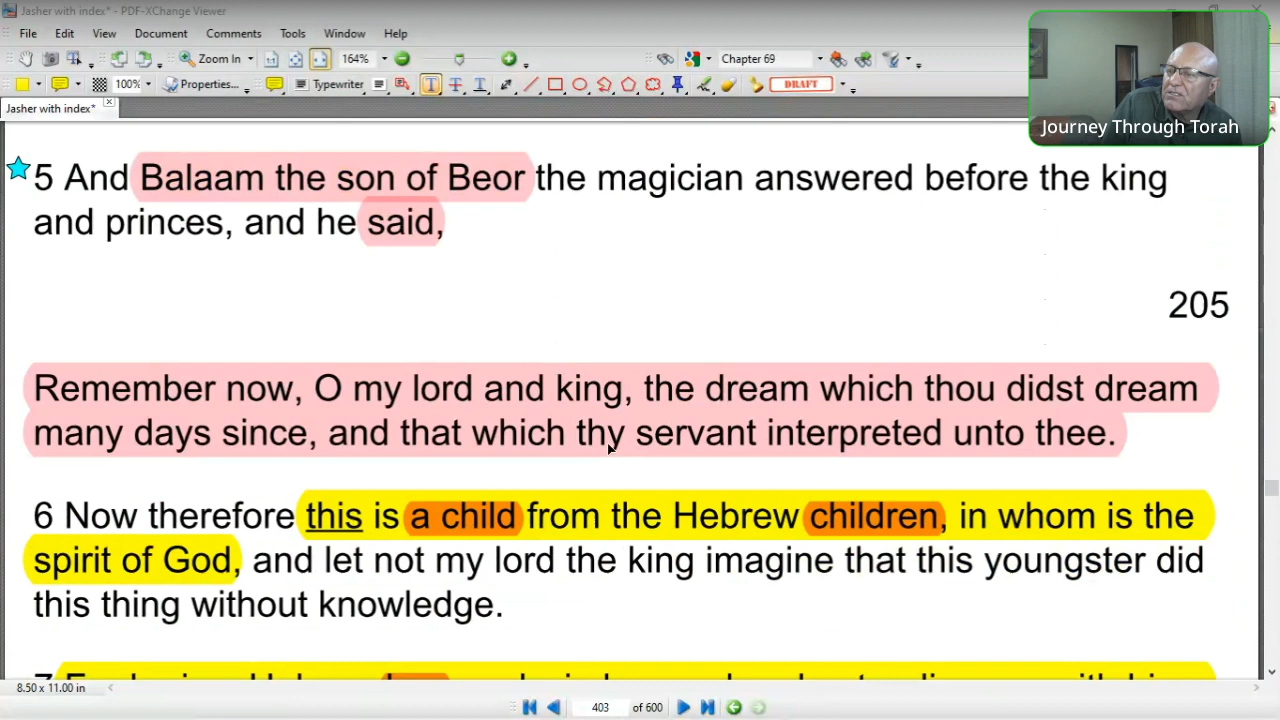 Jasher with index* - PDF-XChange Viewer
File Edit View Document Comments Tools Window Help
Zoom In 164% Chapter 69
100% Properties... Typewriter DRAFT
Jasher with index*
Journey Through Torah
5 And Balaam the son of Beor the magician answered before the king
and princes, and he said,
205
Remember now, O my lord and king, the dream which thou didst dream
many days since, and that which thy servant interpreted unto thee.
6 Now therefore this is a child from the Hebrew children, in whom is the
spirit of God, and let not my lord the king imagine that this youngster did
this thing without knowledge.
8.50 x 11.00 in
403 of 600